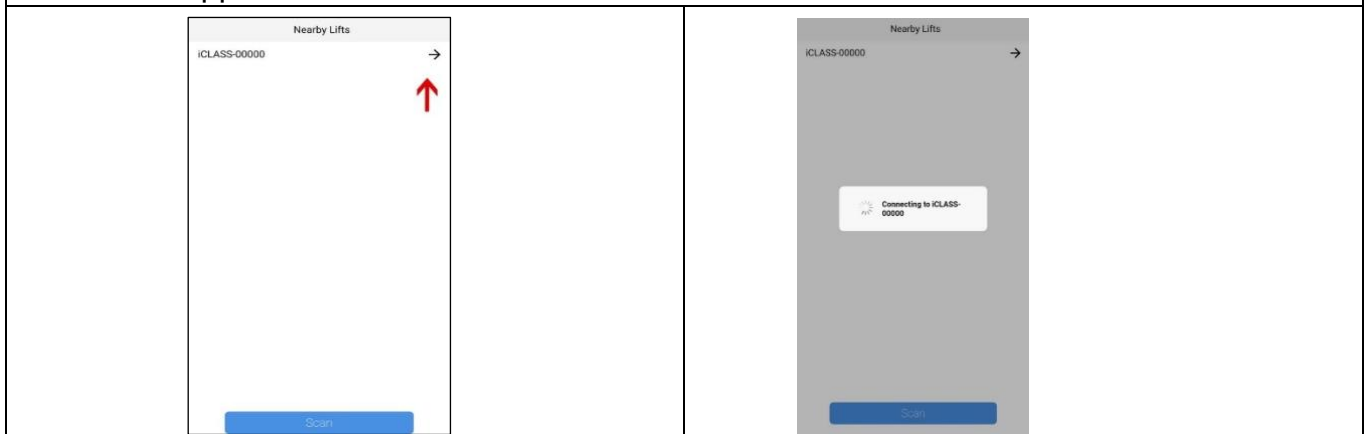 Nearby Lifts
iCLASS-00000
Scan
Nearby Lifts
iCLASS-00000
Connecting to iCLASS-
00000
Scan